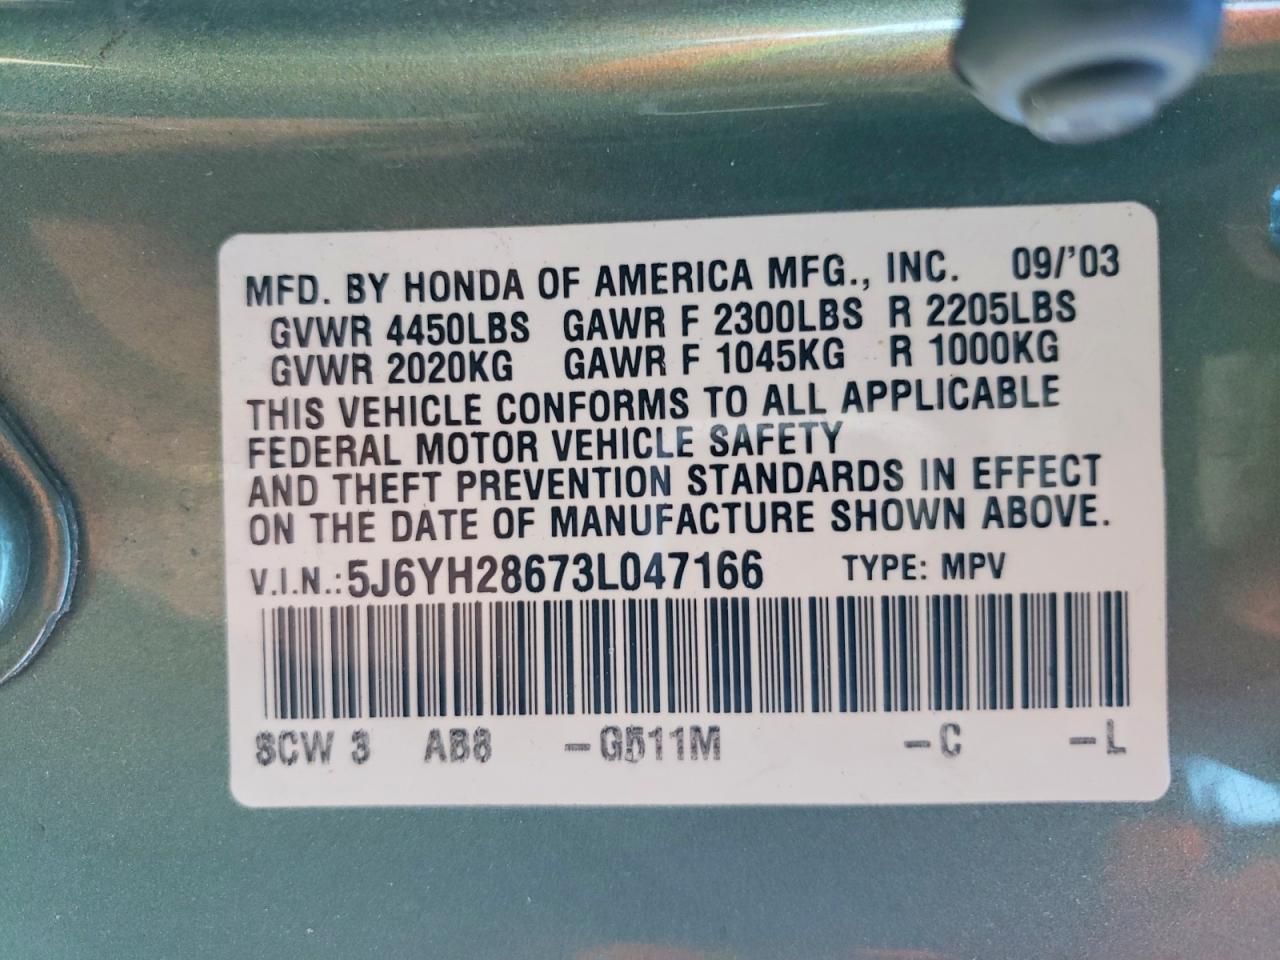 MFD. BY HONDA OF AMERICA MFG., INC. 09/'03
GVWR 4450LBS GAWR F 2300LBS R 2205LBS
GVWR 2020KG GAWR F 1045KG R 1000KG
THIS VEHICLE CONFORMS TO ALL APPLICABLE
FEDERAL MOTOR VEHICLE SAFETY
AND THEFT PREVENTION STANDARDS IN EFFECT
ON THE DATE OF MANUFACTURE SHOWN ABOVE.
V.I.N.: 5J6YH28673L047166 TYPE: MPV
SCW 3 AB8 -G511M -C -L